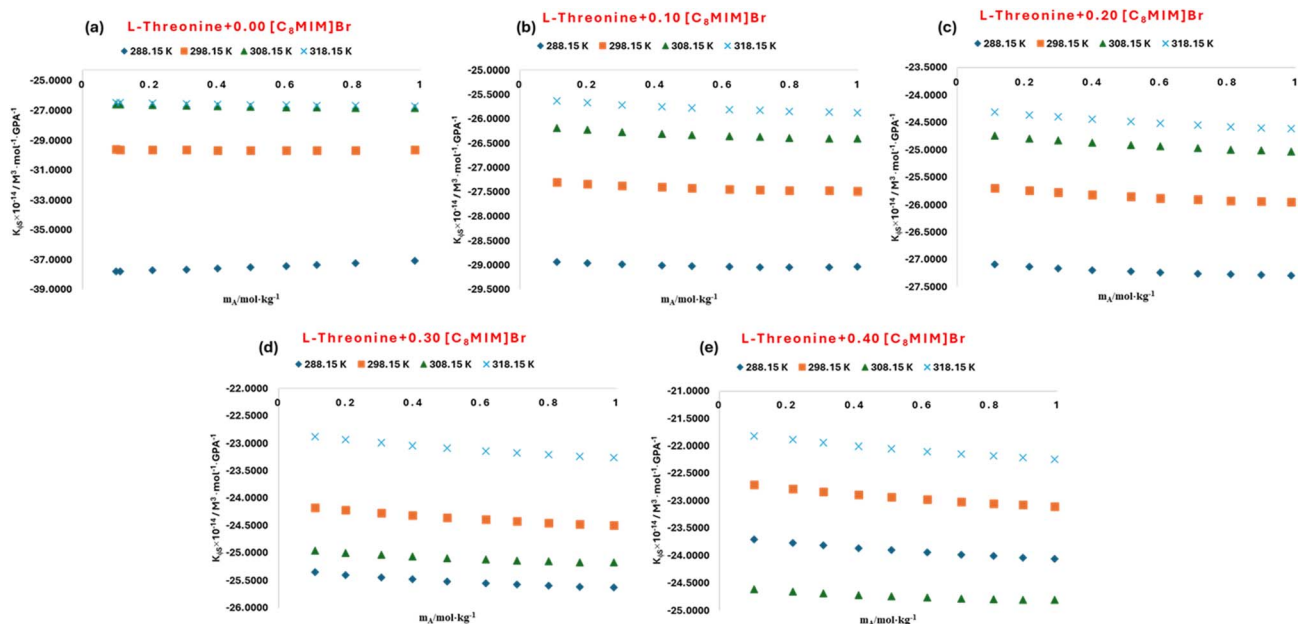 (a)
L-Threonine+0.00 [C₈MIM]Br
288.15 K 298.15 K 308.15 K 318.15 K
-25.0000
0 0.2 0.4 0.6 0.8 1
-27.0000
-29.0000
-31.0000
-33.0000
-35.0000
-37.0000
-39.0000
KϕS×10⁻¹⁴ / M³ ·mol⁻¹·GPA⁻¹
mA/mol·kg⁻¹
(b)
L-Threonine+0.10 [C₈MIM]Br
288.15 K 298.15 K 308.15 K 318.15 K
-25.0000
0 0.2 0.4 0.6 0.8 1
-25.5000
-26.0000
-26.5000
-27.0000
-27.5000
-28.0000
-28.5000
-29.0000
-29.5000
KϕS×10⁻¹⁴ / M³ ·mol⁻¹·GPA⁻¹
mA/mol·kg⁻¹
(c)
L-Threonine+0.20 [C₈MIM]Br
288.15 K 298.15 K 308.15 K 318.15 K
-23.5000
0 0.2 0.4 0.6 0.8 1
-24.0000
-24.5000
-25.0000
-25.5000
-26.0000
-26.5000
-27.0000
-27.5000
KϕS×10⁻¹⁴ / M³ ·mol⁻¹·GPA⁻¹
mA/mol·kg⁻¹
(d)
L-Threonine+0.30 [C₈MIM]Br
288.15 K 298.15 K 308.15 K 318.15 K
-22.0000
0 0.2 0.4 0.6 0.8 1
-22.5000
-23.0000
-23.5000
-24.0000
-24.5000
-25.0000
-25.5000
-26.0000
KϕS×10⁻¹⁴ / M³ ·mol⁻¹·GPA⁻¹
mA/mol·kg⁻¹
(e)
L-Threonine+0.40 [C₈MIM]Br
288.15 K 298.15 K 308.15 K 318.15 K
-21.0000
0 0.2 0.4 0.6 0.8 1
-21.5000
-22.0000
-22.5000
-23.0000
-23.5000
-24.0000
-24.5000
-25.0000
KϕS×10⁻¹⁴ / M³ ·mol⁻¹·GPA⁻¹
mA/mol·kg⁻¹